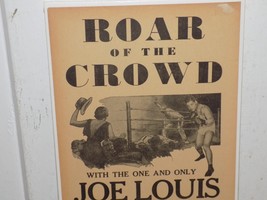 ROAR
OF THE
CROWD
WITH THE ONE AND ONLY
JOE LOUIS